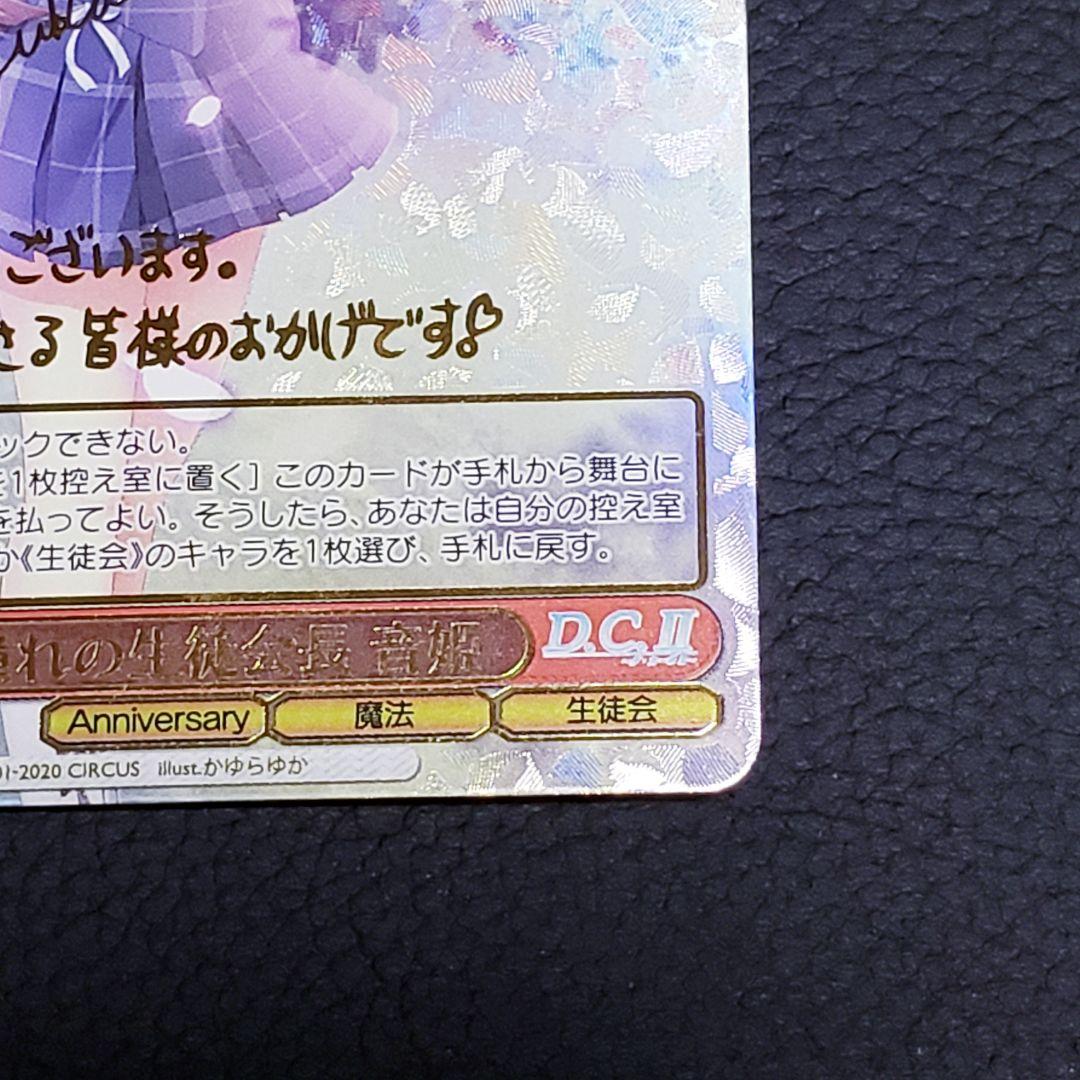 ございます。
さる皆様のおかげです
ックできない。
を1枚控え室に置く] このカードが手札から舞台に
を払ってよい。そうしたら、あなたは自分の控え室
か《生徒会》のキャラを1枚選び、手札に戻す。
れの生徒会長 音姫
D.C.II
Anniversary
魔法
生徒会
01-2020 CIRCUS illust.かゆらゆか